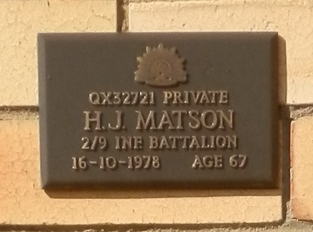 QX32721 PRIVATE
H.J. MATSON
2/9 INF BATTALION
16-10-1978 AGE 67